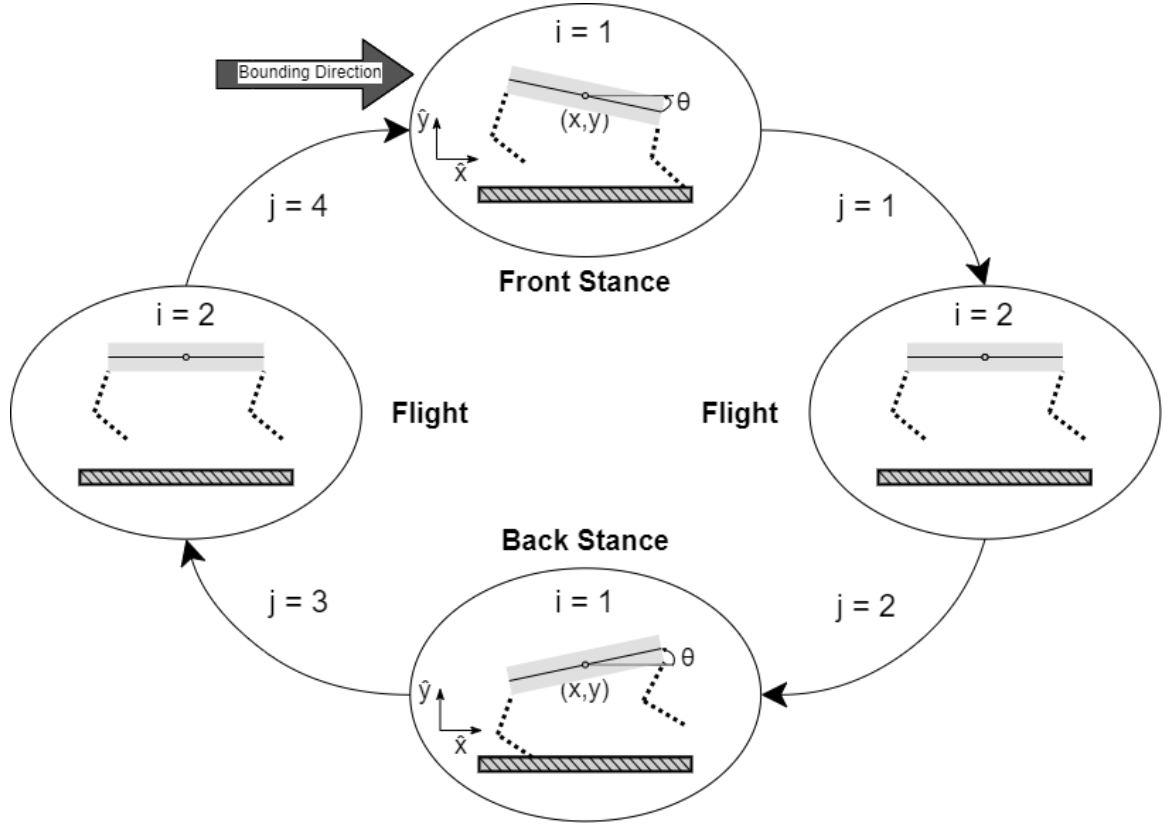 i = 1
Bounding Direction
θ
(x,y)
ŷ
x̂
j = 4
j = 1
Front Stance
i = 2
i = 2
Flight
Flight
Back Stance
j = 3
i = 1
j = 2
θ
(x,y)
ŷ
x̂